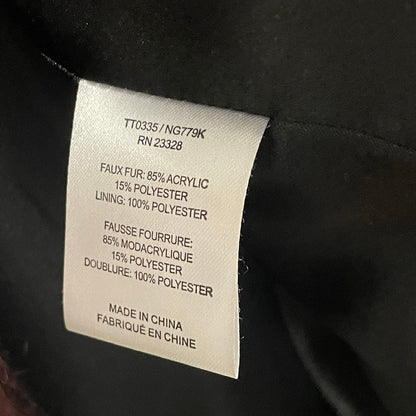 TT0335 / NG779K
RN 23328
FAUX FUR: 85% ACRYLIC
15% POLYESTER
LINING: 100% POLYESTER
FAUSSE FOURRURE:
85% MODACRYLIQUE
15% POLYESTER
DOUBLURE: 100% POLYESTER
MADE IN CHINA
FABRIQUÉ EN CHINE